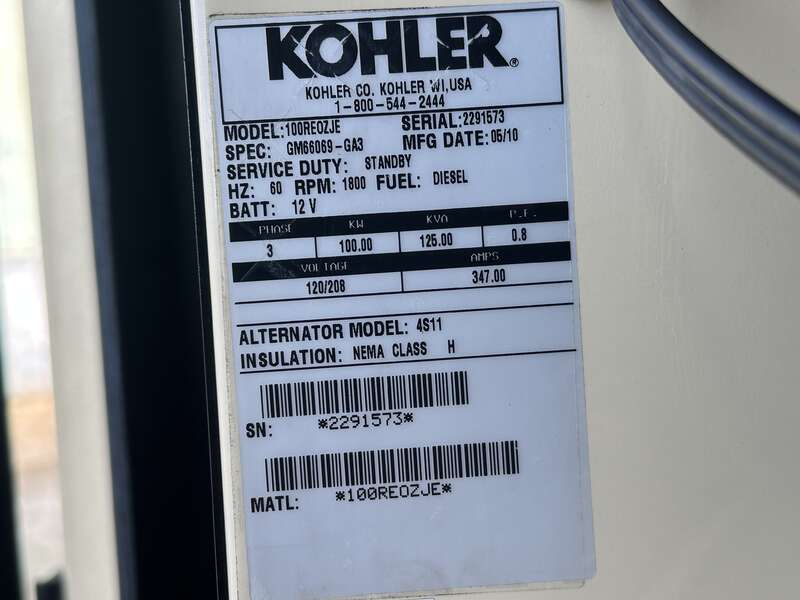 KOHLER®
KOHLER CO. KOHLER WI,USA
1-800-544-2444
MODEL: 100REOZJE SERIAL: 2291573
SPEC: GM66069-GA3 MFG DATE: 05/10
SERVICE DUTY: STANDBY
HZ: 60 RPM: 1800 FUEL: DIESEL
BATT: 12 V
PHASE KW KVA P.F.
3 100.00 125.00 0.8
VOLTAGE AMPS
120/208 347.00
ALTERNATOR MODEL: 4S11
INSULATION: NEMA CLASS H
SN: *2291573*
MATL: *100REOZJE*